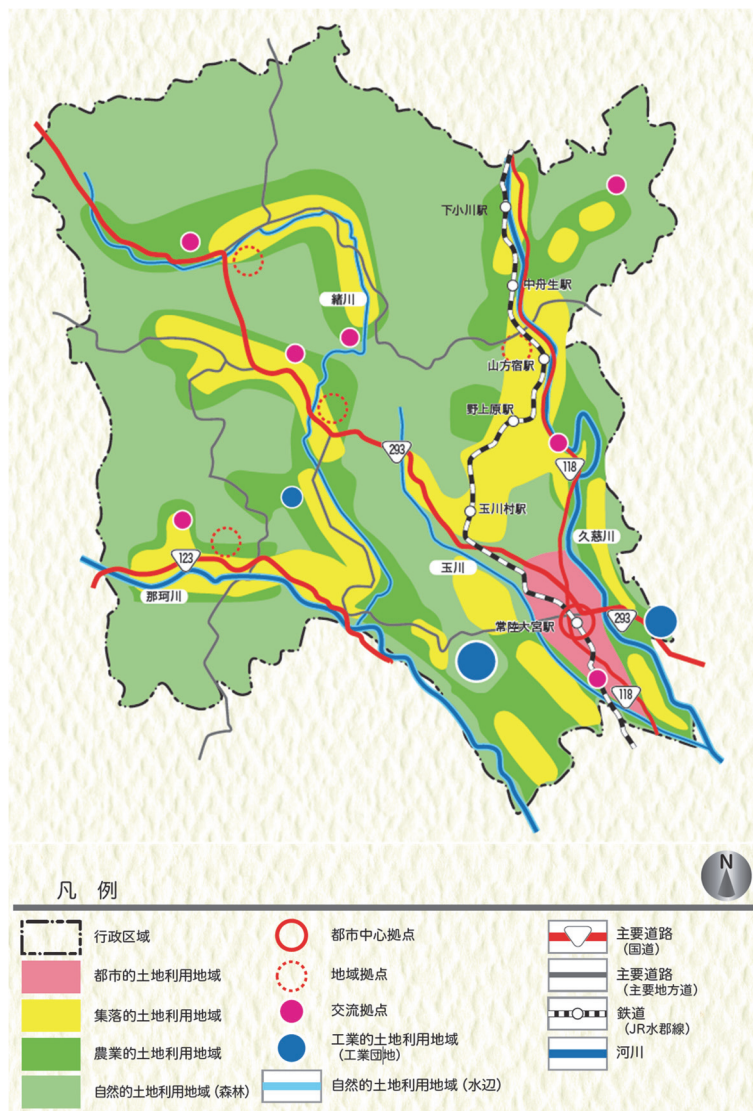 下小川駅
中舟生駅
緒川
山方宿駅
野上原駅
293
118
玉川村駅
久慈川
123
玉川
那珂川
常陸大宮駅
293
118
N
凡 例
行政区域
都市的土地利用地域
集落的土地利用地域
農業的土地利用地域
自然的土地利用地域(森林)
都市中心拠点
地域拠点
交流拠点
工業的土地利用地域
(工業団地)
自然的土地利用地域(水辺)
主要道路
(国道)
主要道路
(主要地方道)
鉄道
(JR水郡線)
河川